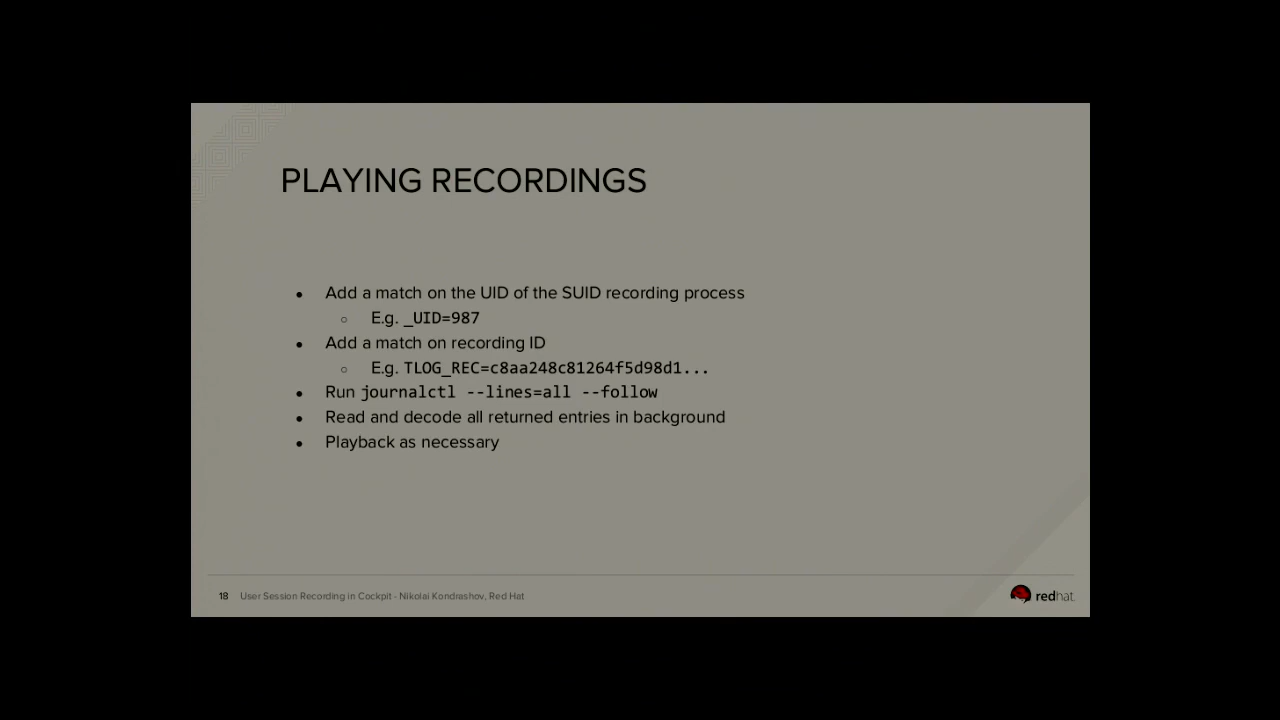 PLAYING RECORDINGS
● Add a match on the UID of the SUID recording process
○ E.g. _UID=987
● Add a match on recording ID
○ E.g. TLOG_REC=c8aa248c81264f5d98d1...
● Run journalctl --lines=all --follow
● Read and decode all returned entries in background
● Playback as necessary
18 User Session Recording in Cockpit - Nikolai Kondrashov, Red Hat
redhat.